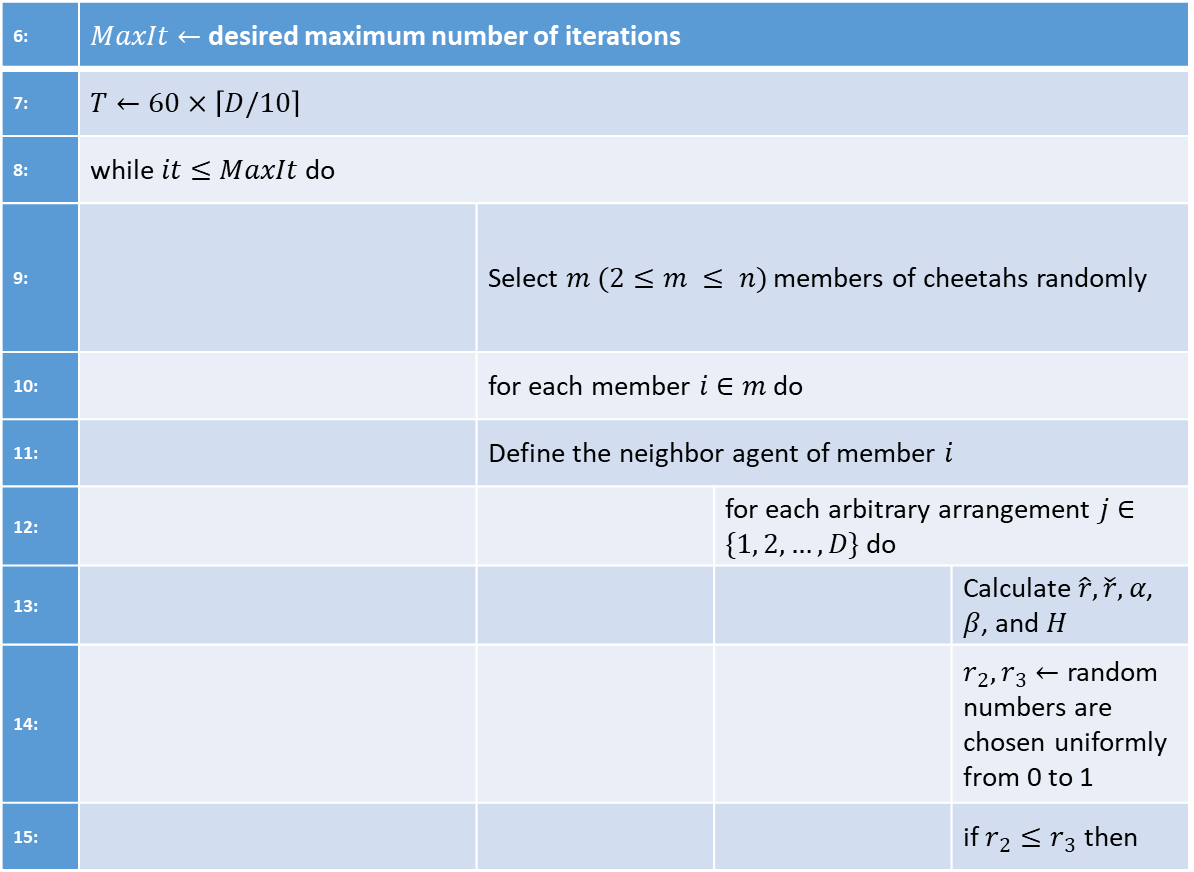 6: MaxIt ← desired maximum number of iterations
7: T ← 60 × ⌈D/10⌉
8: while it ≤ MaxIt do
9: Select m (2 ≤ m ≤ n) members of cheetahs randomly
10: for each member i ∈ m do
11: Define the neighbor agent of member i
12: for each arbitrary arrangement j ∈
{1, 2, … , D} do
13: Calculate r̂, ř, α,
β, and H
14: r₂, r₃ ← random
numbers are
chosen uniformly
from 0 to 1
15: if r₂ ≤ r₃ then